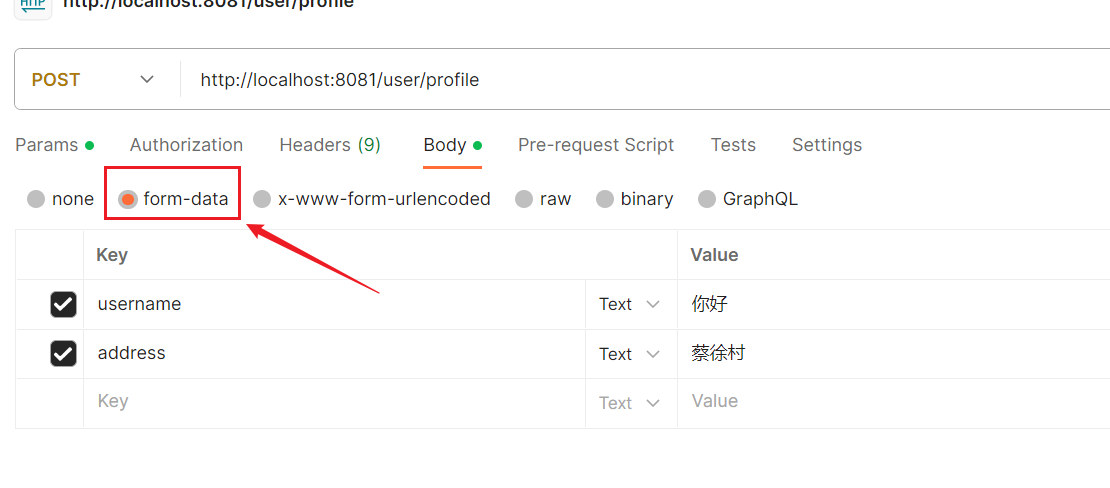 HTTP http://localhost:8081/user/profile
POST http://localhost:8081/user/profile
Params Authorization Headers (9) Body Pre-request Script Tests Settings
none form-data x-www-form-urlencoded raw binary GraphQL
Key Value
username Text 你好
address Text 蔡徐村
Key Text Value